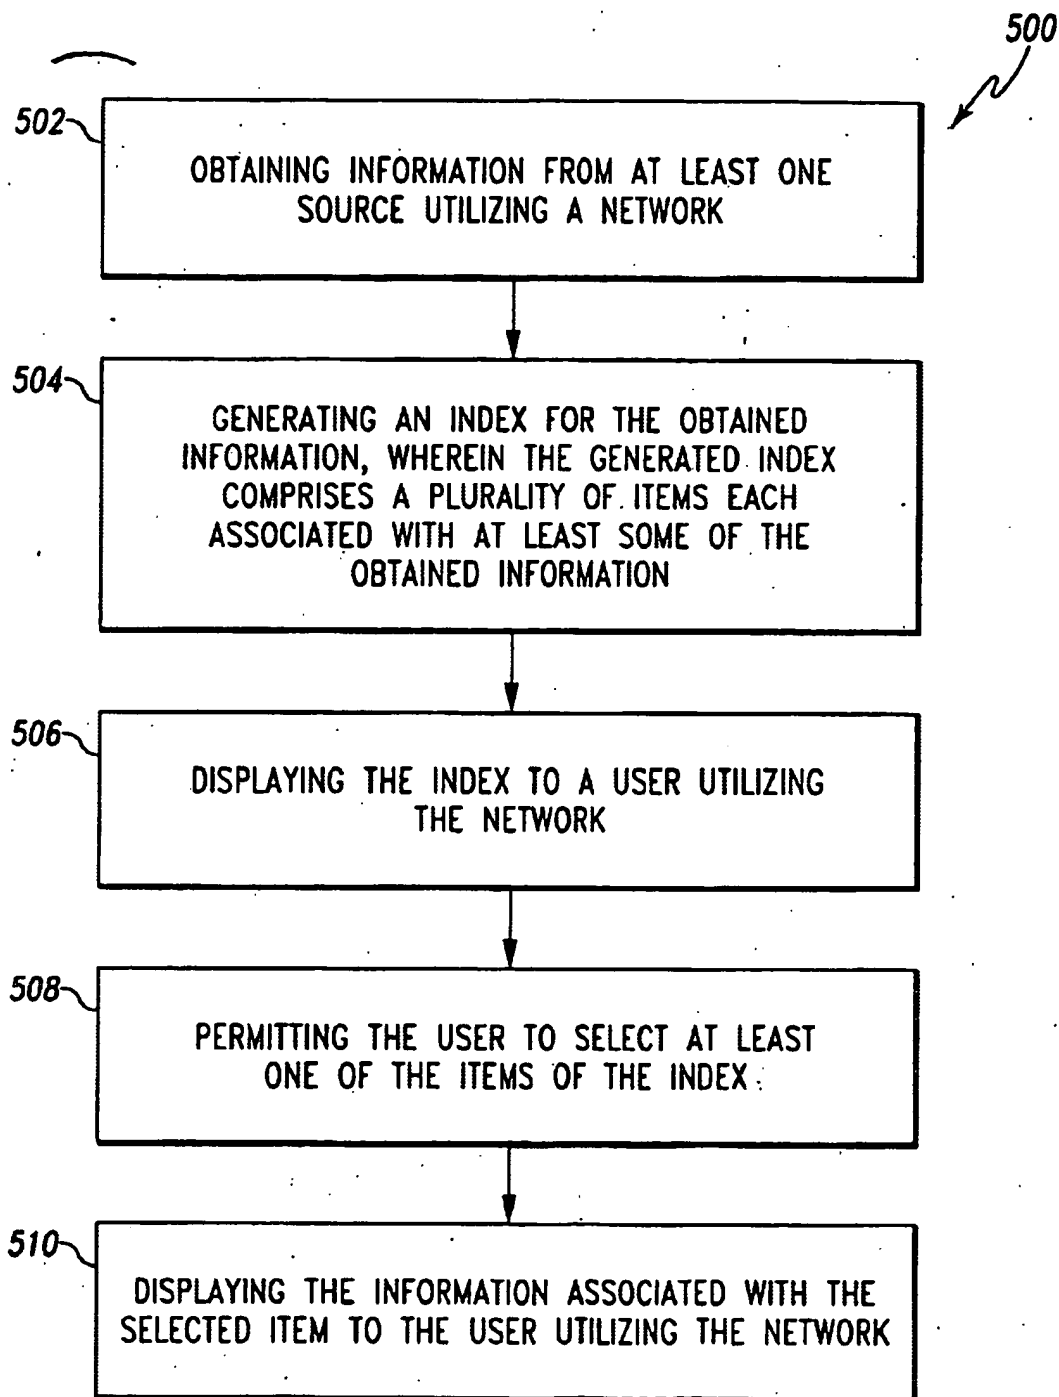 500
502
OBTAINING INFORMATION FROM AT LEAST ONE
SOURCE UTILIZING A NETWORK
504
GENERATING AN INDEX FOR THE OBTAINED
INFORMATION, WHEREIN THE GENERATED INDEX
COMPRISES A PLURALITY OF ITEMS EACH
ASSOCIATED WITH AT LEAST SOME OF THE
OBTAINED INFORMATION
506
DISPLAYING THE INDEX TO A USER UTILIZING
THE NETWORK
508
PERMITTING THE USER TO SELECT AT LEAST
ONE OF THE ITEMS OF THE INDEX
510
DISPLAYING THE INFORMATION ASSOCIATED WITH THE
SELECTED ITEM TO THE USER UTILIZING THE NETWORK